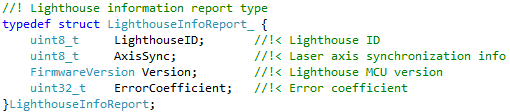 //! Lighthouse information report type
typedef struct LighthouseInfoReport_ {
    uint8_t    LighthouseID;       //!< Lighthouse ID
    uint8_t    AxisSync;           //!< Laser axis synchronization info
    FirmwareVersion Version;       //!< Lighthouse MCU version
    uint32_t   ErrorCoefficient;   //!< Error coefficient
}LighthouseInfoReport;